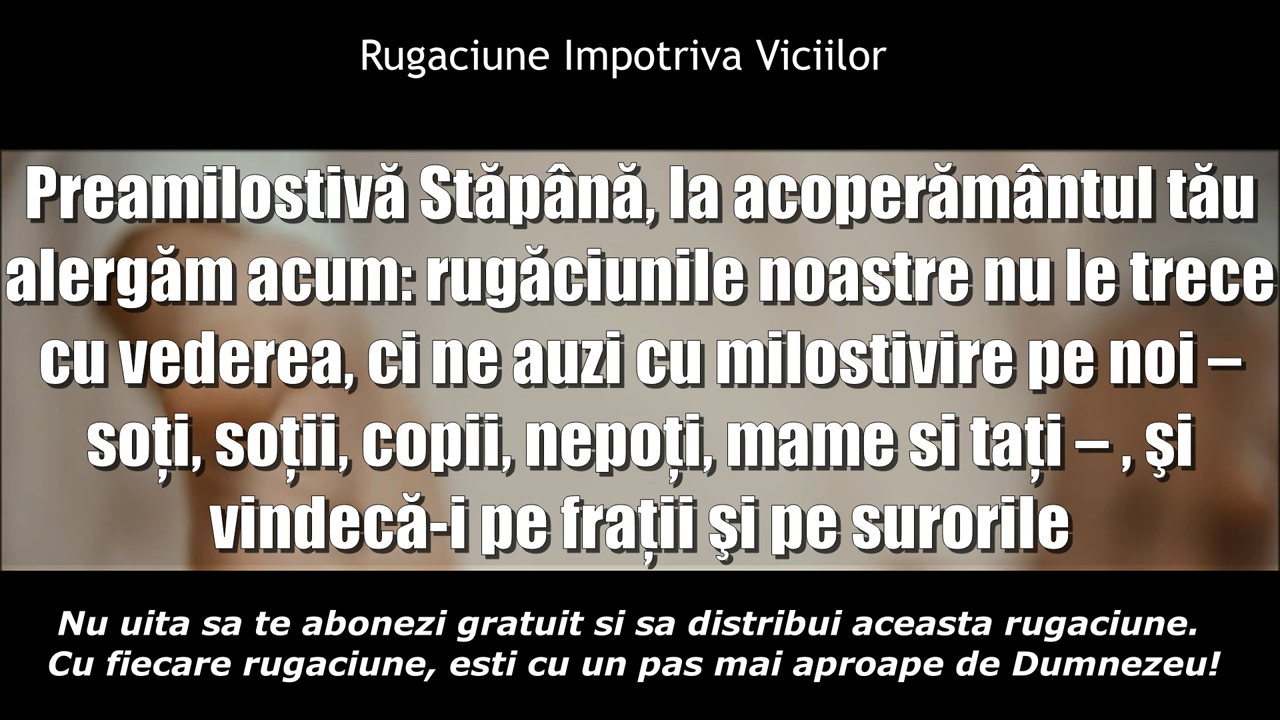 Rugaciune Impotriva Viciilor
Preamilostivă Stăpână, la acoperământul tău
alergăm acum: rugăciunile noastre nu le trece
cu vederea, ci ne auzi cu milostivire pe noi –
soți, soții, copii, nepoți, mame si tați – , şi
vindecă-i pe frații şi pe surorile
Nu uita sa te abonezi gratuit si sa distribui aceasta rugaciune.
Cu fiecare rugaciune, esti cu un pas mai aproape de Dumnezeu!